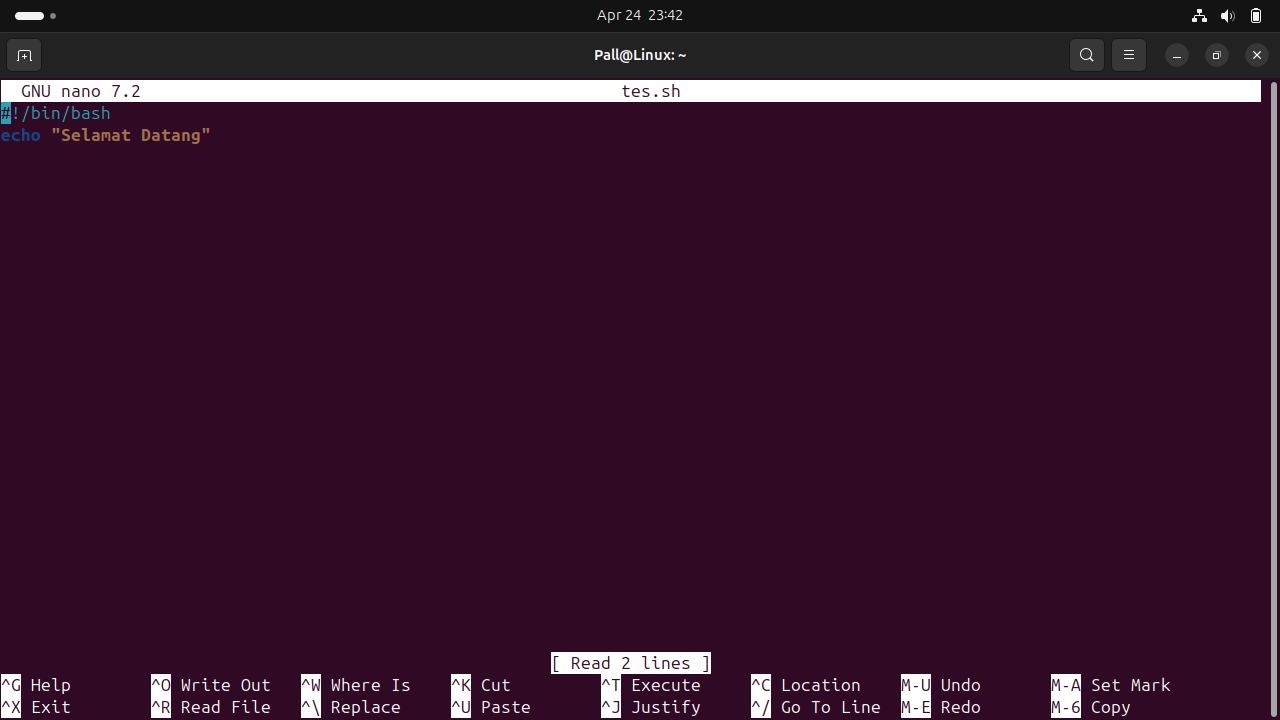 Apr 24 23:42
Pall@Linux: ~
GNU nano 7.2 tes.sh
#!/bin/bash
echo "Selamat Datang"
[ Read 2 lines ]
^G Help ^O Write Out ^W Where Is ^K Cut ^T Execute ^C Location M-U Undo M-A Set Mark
^X Exit ^R Read File ^\ Replace ^U Paste ^J Justify ^/ Go To Line M-E Redo M-6 Copy